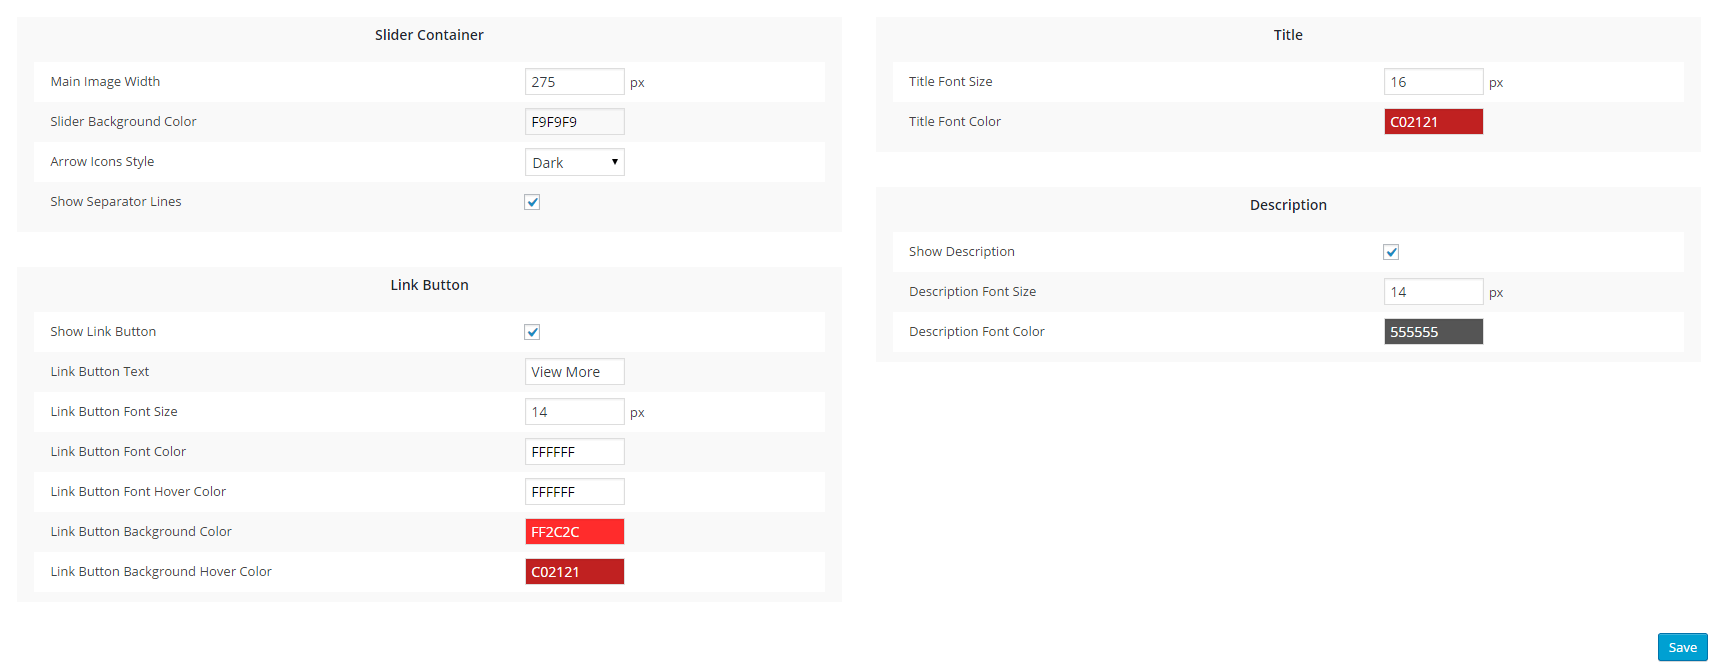 Slider Container
Main Image Width 275 px
Slider Background Color F9F9F9
Arrow Icons Style Dark
Show Separator Lines
Link Button
Show Link Button
Link Button Text View More
Link Button Font Size 14 px
Link Button Font Color FFFFFF
Link Button Font Hover Color FFFFFF
Link Button Background Color FF2C2C
Link Button Background Hover Color C02121
Title
Title Font Size 16 px
Title Font Color C02121
Description
Show Description
Description Font Size 14 px
Description Font Color 555555
Save